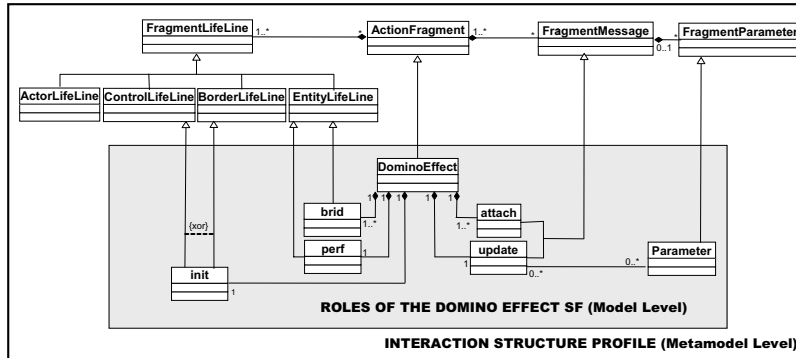 FragmentLifeLine
1..*
*
ActionFragment
1..*
*
FragmentMessage
0..1
*
FragmentParameter
ActorLifeLine
ControlLifeLine
BorderLifeLine
EntityLifeLine
DominoEffect
1
1
1
1
1
brid
1..*
attach
1..*
{xor}
perf
1
update
1
0..*
0..*
Parameter
init
1
ROLES OF THE DOMINO EFFECT SF (Model Level)
INTERACTION STRUCTURE PROFILE (Metamodel Level)